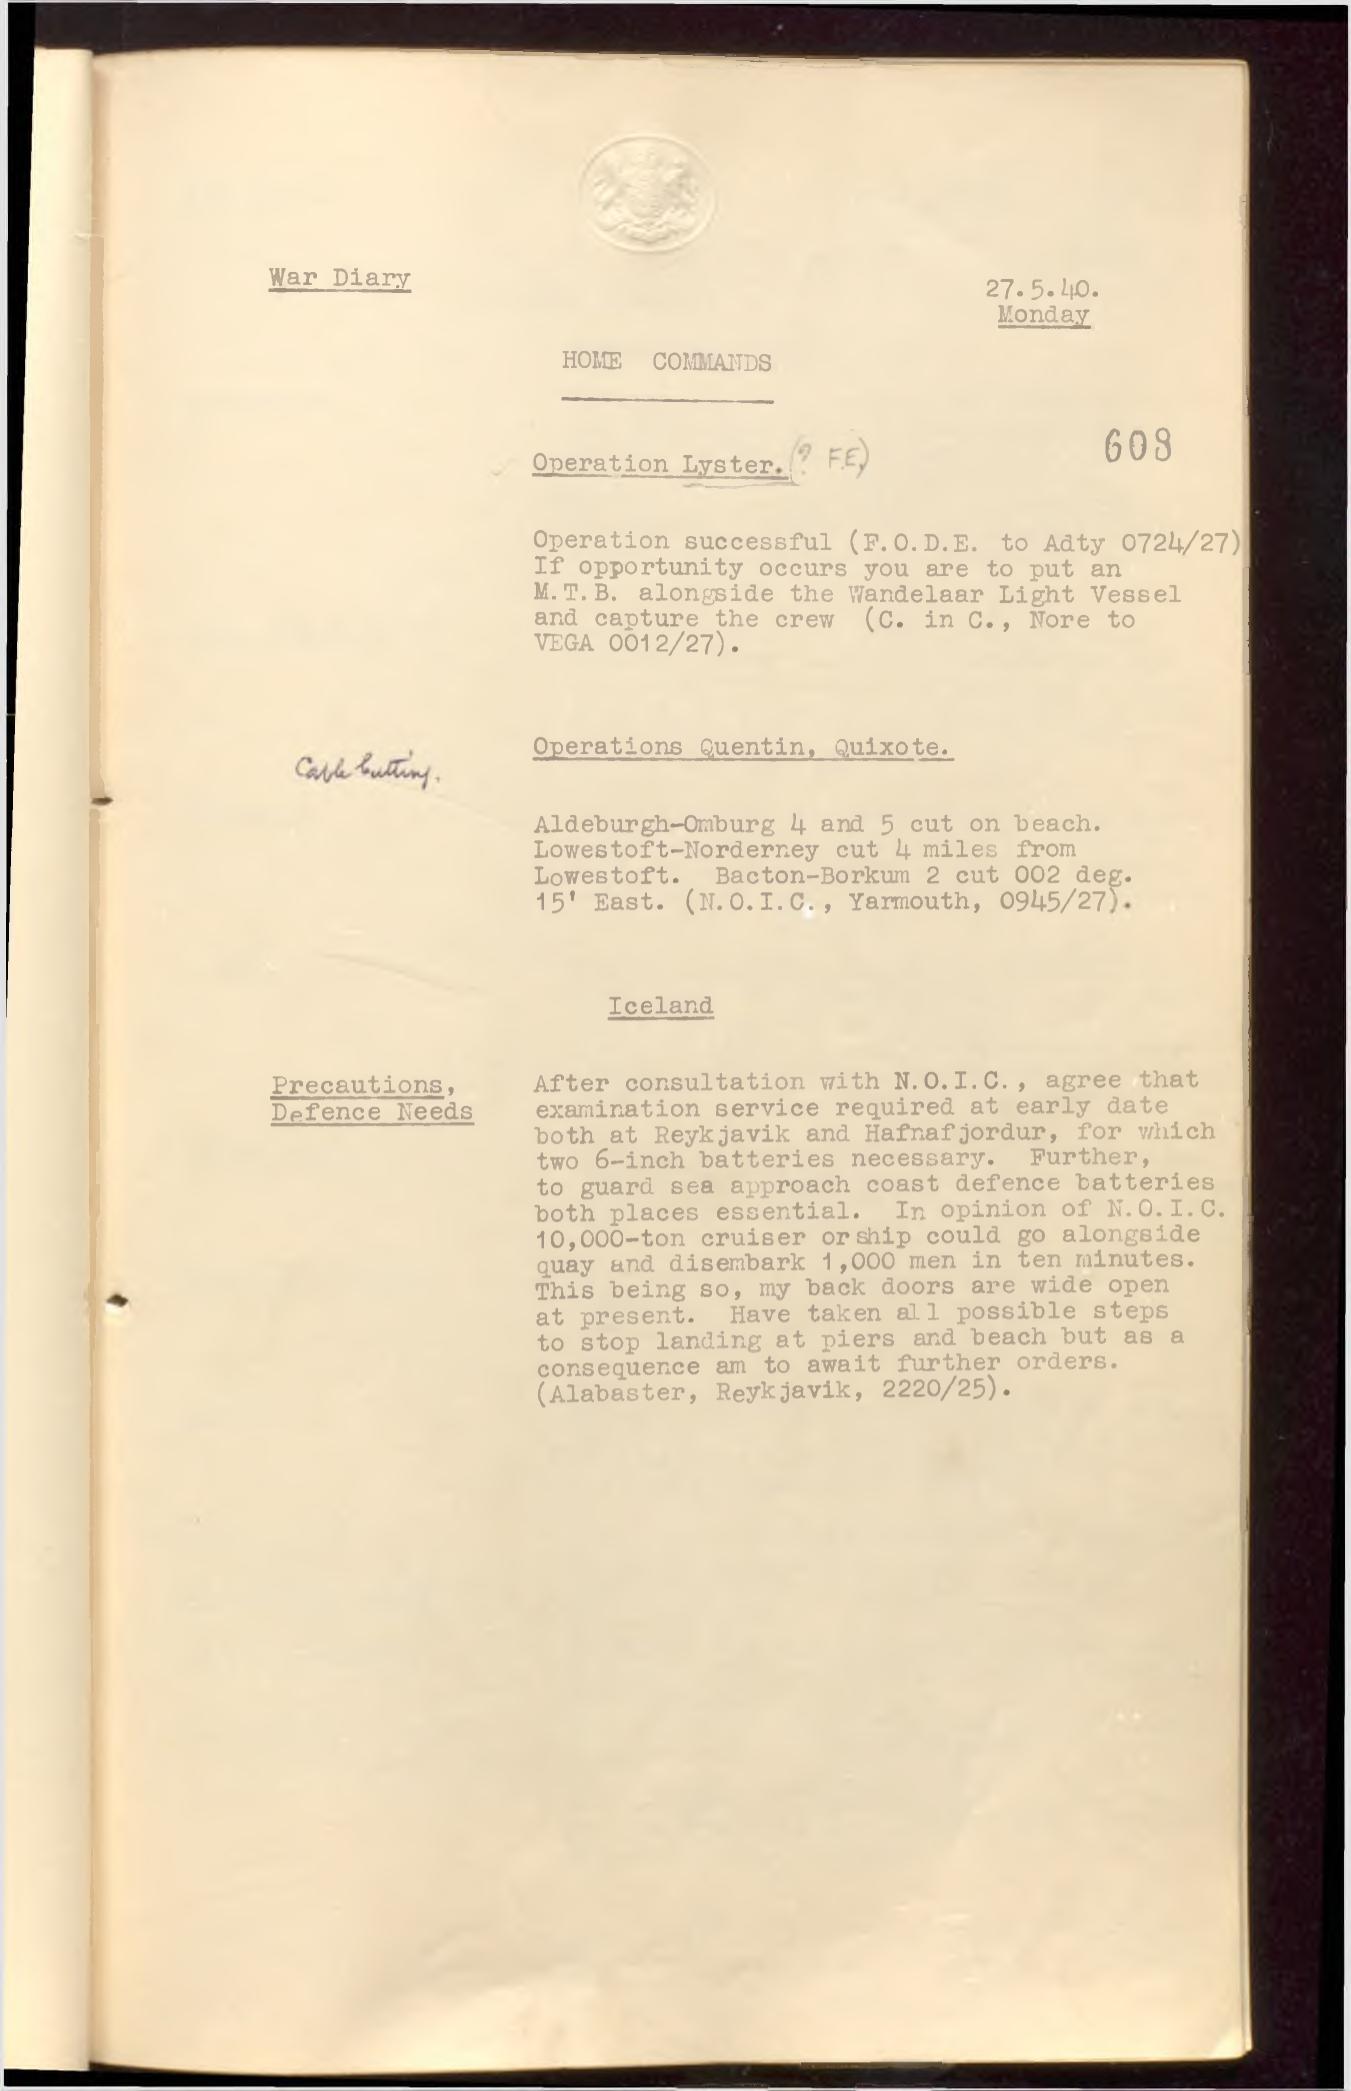 War Diary
27.5.40.
Monday
HOME COMMANDS
608
Operation Lyster. (? F.E.)
Operation successful (F.O.D.E. to Adty 0724/27)
If opportunity occurs you are to put an
M.T.B. alongside the Wandelaar Light Vessel
and capture the crew (C. in C., Nore to
VEGA 0012/27).
Operations Quentin, Quixote.
Cable Cutting.
Aldeburgh-Omburg 4 and 5 cut on beach.
Lowestoft-Norderney cut 4 miles from
Lowestoft. Bacton-Borkum 2 cut 002 deg.
15' East. (N.O.I.C., Yarmouth, 0945/27).
Iceland
Precautions,
Defence Needs
After consultation with N.O.I.C., agree that
examination service required at early date
both at Reykjavik and Hafnafjordur, for which
two 6-inch batteries necessary. Further,
to guard sea approach coast defence batteries
both places essential. In opinion of N.O.I.C.
10,000-ton cruiser or ship could go alongside
quay and disembark 1,000 men in ten minutes.
This being so, my back doors are wide open
at present. Have taken all possible steps
to stop landing at piers and beach but as a
consequence am to await further orders.
(Alabaster, Reykjavik, 2220/25).